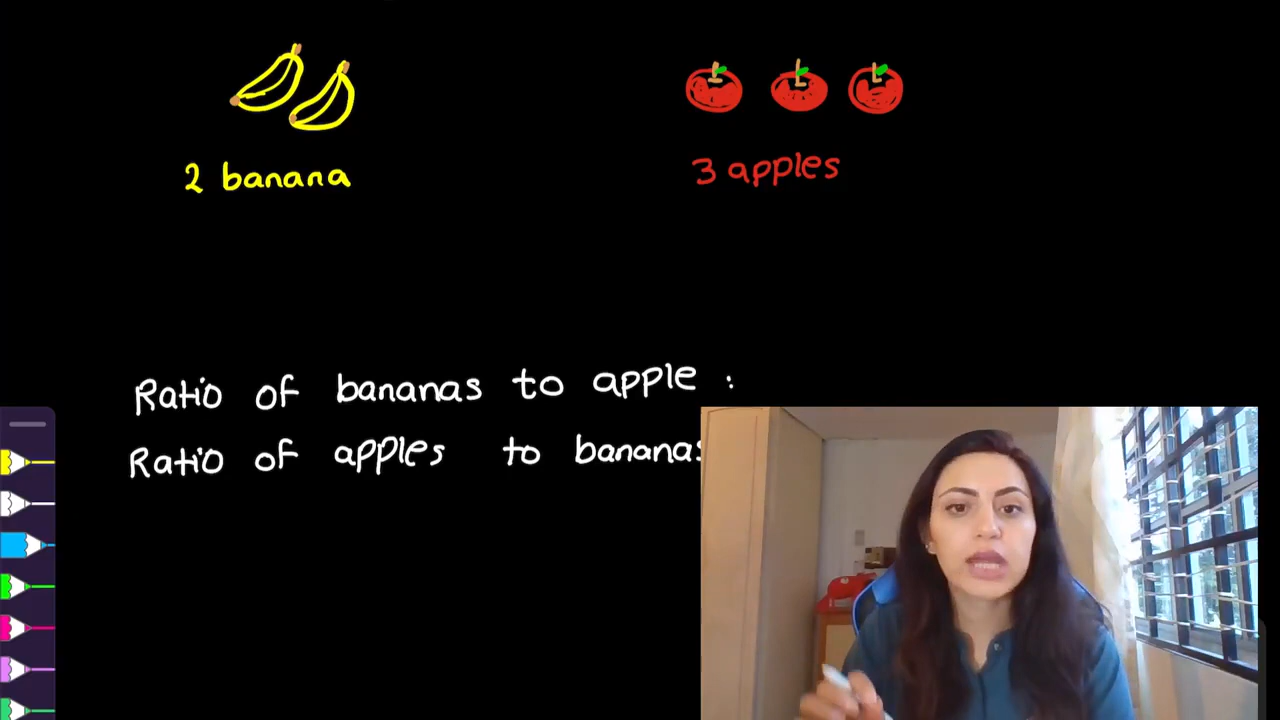 2 banana
3 apples
Ratio of bananas to apple :
Ratio of apples to bananas